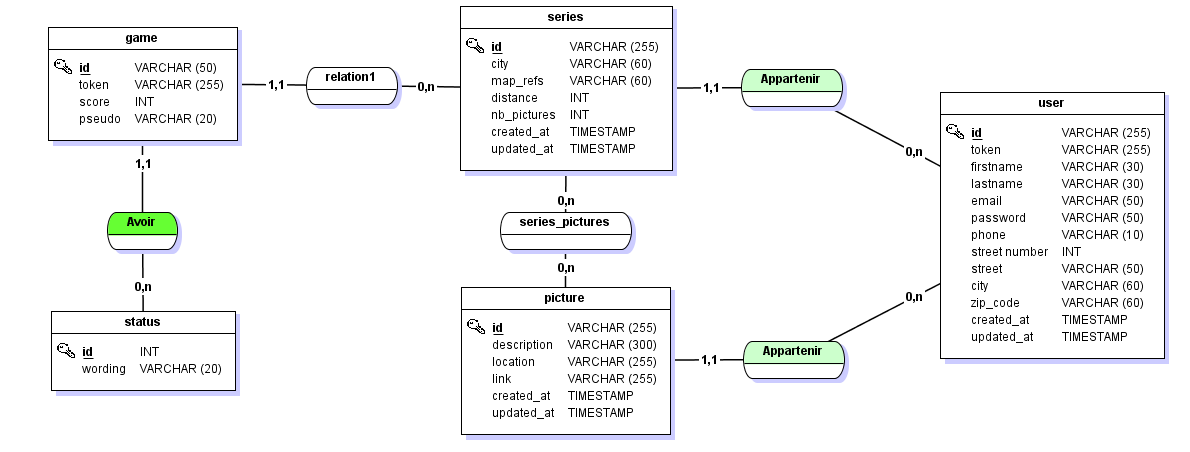 game
id VARCHAR (50)
token VARCHAR (255)
score INT
pseudo VARCHAR (20)
1,1
relation1
0,n
series
id VARCHAR (255)
city VARCHAR (60)
map_refs VARCHAR (60)
distance INT
nb_pictures INT
created_at TIMESTAMP
updated_at TIMESTAMP
1,1
Appartenir
0,n
user
id VARCHAR (255)
token VARCHAR (255)
firstname VARCHAR (30)
lastname VARCHAR (30)
email VARCHAR (50)
password VARCHAR (50)
phone VARCHAR (10)
street number INT
street VARCHAR (50)
city VARCHAR (60)
zip_code VARCHAR (60)
created_at TIMESTAMP
updated_at TIMESTAMP
1,1
Avoir
0,n
status
id INT
wording VARCHAR (20)
0,n
series_pictures
0,n
picture
id VARCHAR (255)
description VARCHAR (300)
location VARCHAR (255)
link VARCHAR (255)
created_at TIMESTAMP
updated_at TIMESTAMP
1,1
Appartenir
0,n